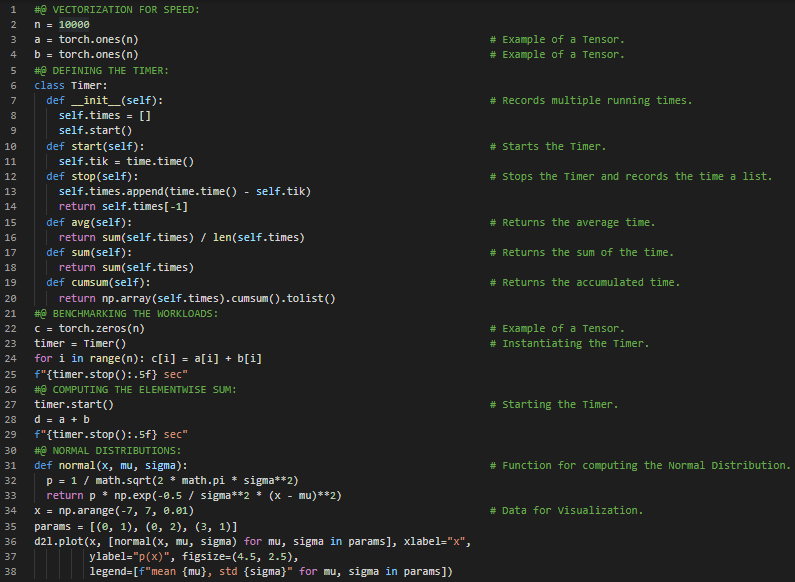 1 #@ VECTORIZATION FOR SPEED:
2 n = 10000
3 a = torch.ones(n) # Example of a Tensor.
4 b = torch.ones(n) # Example of a Tensor.
5 #@ DEFINING THE TIMER:
6 class Timer:
7 def __init__(self): # Records multiple running times.
8 self.times = []
9 self.start()
10 def start(self): # Starts the Timer.
11 self.tik = time.time()
12 def stop(self): # Stops the Timer and records the time a list.
13 self.times.append(time.time() - self.tik)
14 return self.times[-1]
15 def avg(self): # Returns the average time.
16 return sum(self.times) / len(self.times)
17 def sum(self): # Returns the sum of the time.
18 return sum(self.times)
19 def cumsum(self): # Returns the accumulated time.
20 return np.array(self.times).cumsum().tolist()
21 #@ BENCHMARKING THE WORKLOADS:
22 c = torch.zeros(n) # Example of a Tensor.
23 timer = Timer() # Instantiating the Timer.
24 for i in range(n): c[i] = a[i] + b[i]
25 f"{timer.stop():.5f} sec"
26 #@ COMPUTING THE ELEMENTWISE SUM:
27 timer.start() # Starting the Timer.
28 d = a + b
29 f"{timer.stop():.5f} sec"
30 #@ NORMAL DISTRIBUTIONS:
31 def normal(x, mu, sigma): # Function for computing the Normal Distribution.
32 p = 1 / math.sqrt(2 * math.pi * sigma**2)
33 return p * np.exp(-0.5 / sigma**2 * (x - mu)**2)
34 x = np.arange(-7, 7, 0.01) # Data for Visualization.
35 params = [(0, 1), (0, 2), (3, 1)]
36 d2l.plot(x, [normal(x, mu, sigma) for mu, sigma in params], xlabel="x",
37 ylabel="p(x)", figsize=(4.5, 2.5),
38 legend=[f"mean {mu}, std {sigma}" for mu, sigma in params])